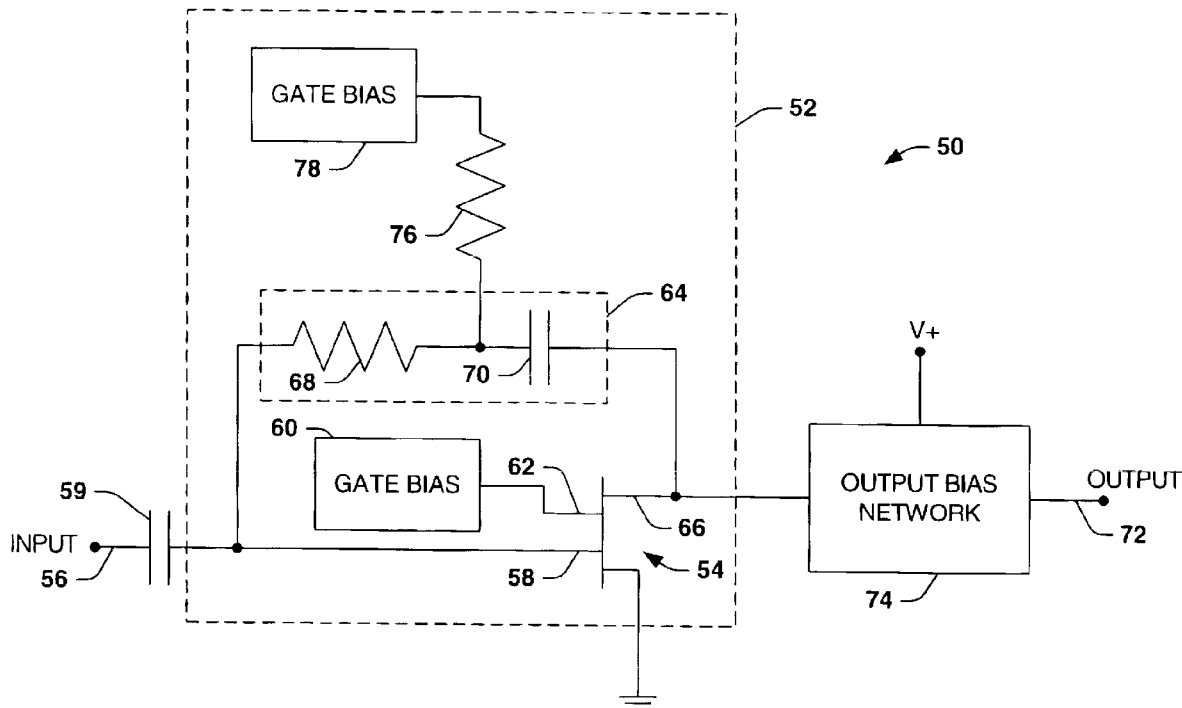 GATE BIAS
78
76
52
50
64
68
70
V+
60
GATE BIAS
62
66
59
INPUT
56
58
54
OUTPUT BIAS
NETWORK
74
OUTPUT
72